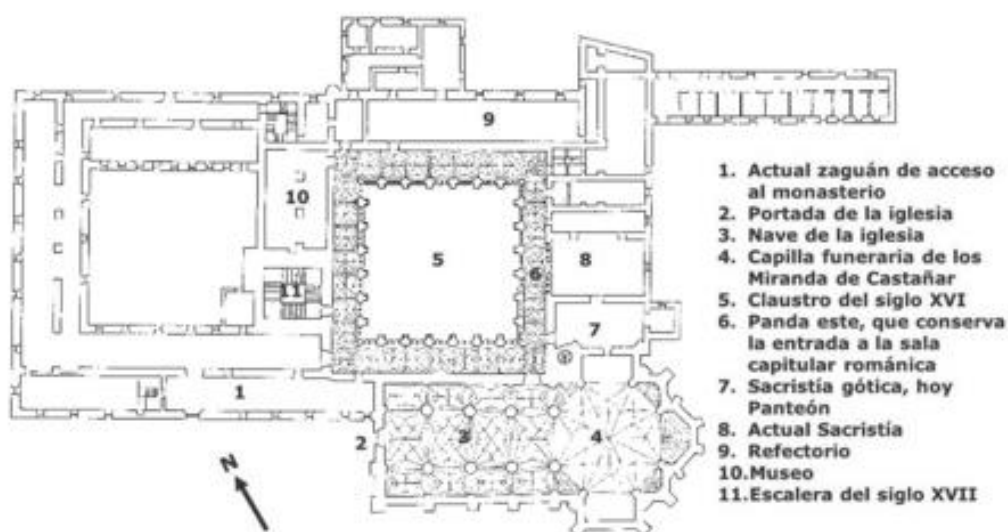 9
10
5
6
8
11
7
1
2
3
4
N
1. Actual zaguán de acceso
al monasterio
2. Portada de la iglesia
3. Nave de la iglesia
4. Capilla funeraria de los
Miranda de Castañar
5. Claustro del siglo XVI
6. Panda este, que conserva
la entrada a la sala
capitular románica
7. Sacristía gótica, hoy
Panteón
8. Actual Sacristía
9. Refectorio
10.Museo
11.Escalera del siglo XVII